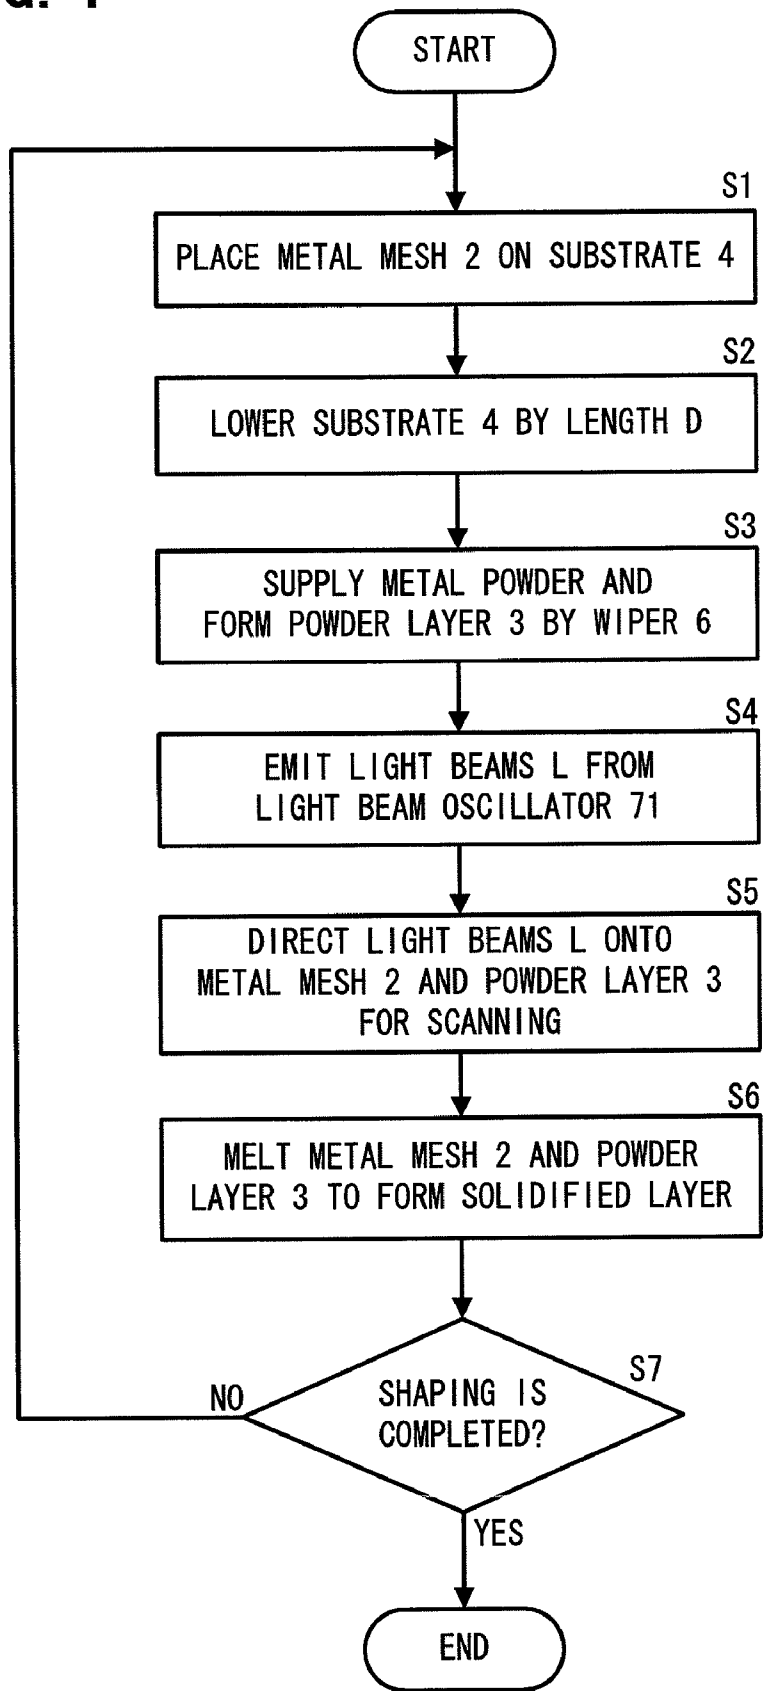 START
S1
PLACE METAL MESH 2 ON SUBSTRATE 4
S2
LOWER SUBSTRATE 4 BY LENGTH D
S3
SUPPLY METAL POWDER AND
FORM POWDER LAYER 3 BY WIPER 6
S4
EMIT LIGHT BEAMS L FROM
LIGHT BEAM OSCILLATOR 71
S5
DIRECT LIGHT BEAMS L ONTO
METAL MESH 2 AND POWDER LAYER 3
FOR SCANNING
S6
MELT METAL MESH 2 AND POWDER
LAYER 3 TO FORM SOLIDIFIED LAYER
S7
NO
SHAPING IS
COMPLETED?
YES
END